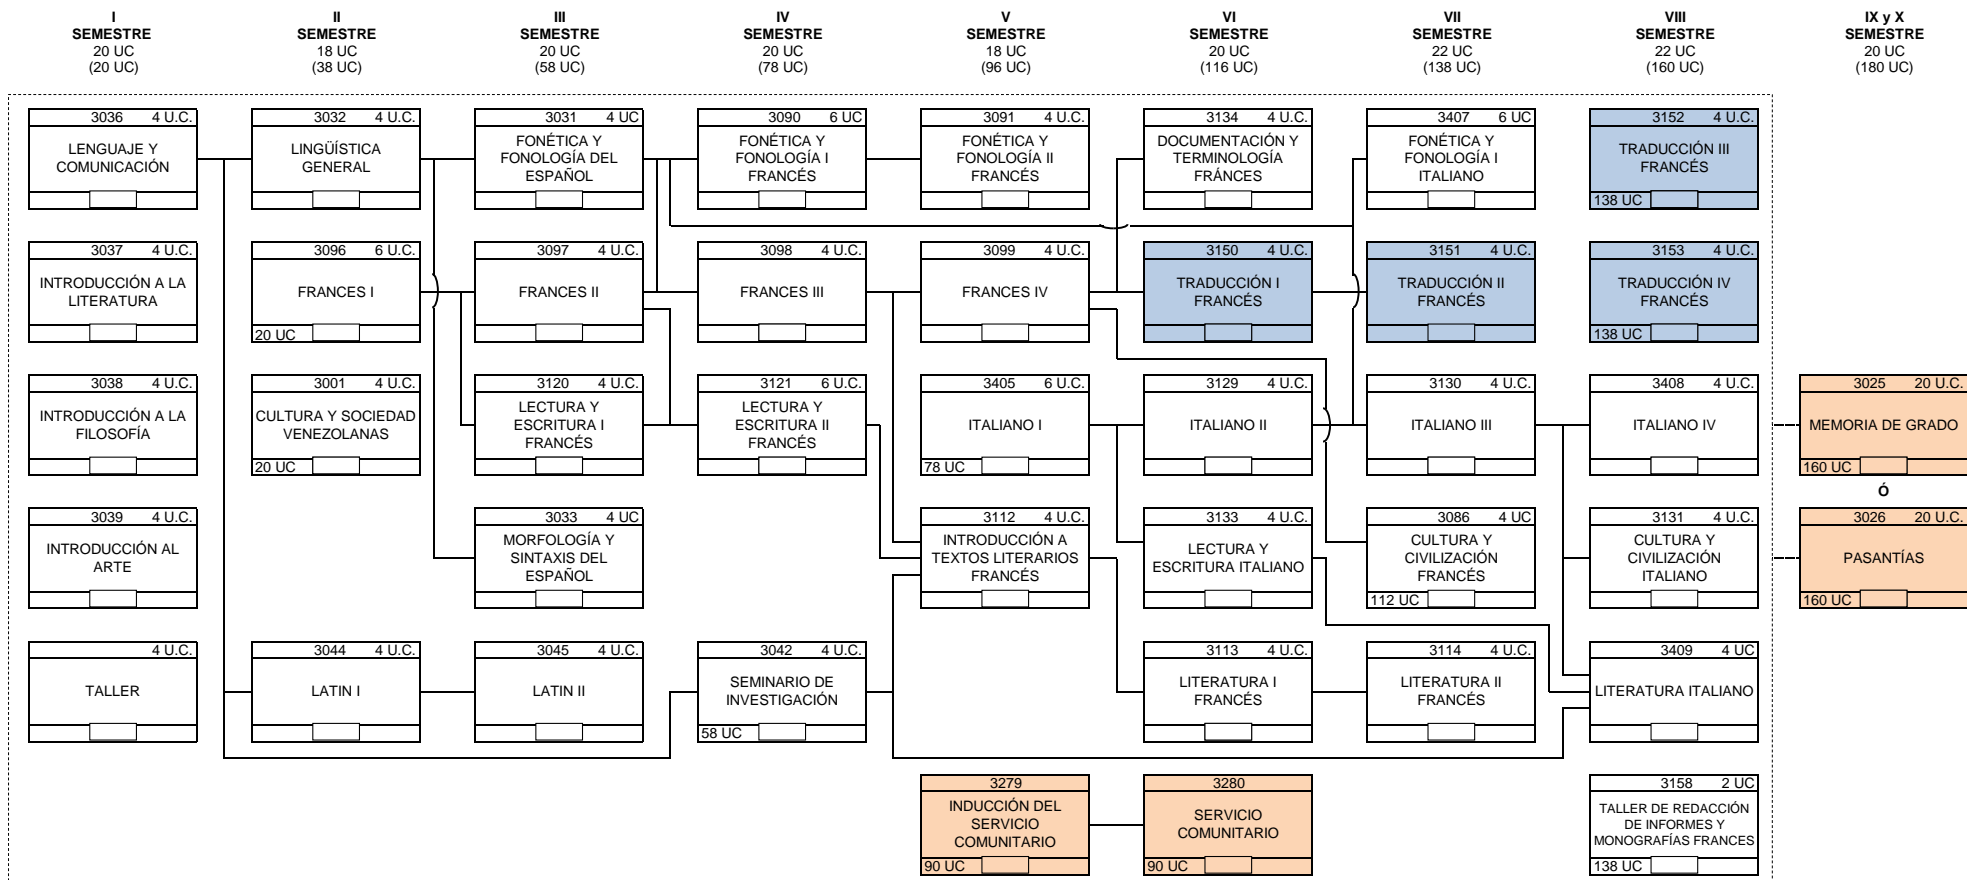 I
SEMESTRE
20 UC
(20 UC)
II
SEMESTRE
18 UC
(38 UC)
III
SEMESTRE
20 UC
(58 UC)
IV
SEMESTRE
20 UC
(78 UC)
V
SEMESTRE
18 UC
(96 UC)
VI
SEMESTRE
20 UC
(116 UC)
VII
SEMESTRE
22 UC
(138 UC)
VIII
SEMESTRE
22 UC
(160 UC)
IX y X
SEMESTRE
20 UC
(180 UC)
3036 4 U.C.
LENGUAJE Y
COMUNICACIÓN
3032 4 U.C.
LINGÜÍSTICA
GENERAL
3031 4 UC
FONÉTICA Y
FONOLOGÍA DEL
ESPAÑOL
3090 6 UC
FONÉTICA Y
FONOLOGÍA I
FRANCÉS
3091 4 U.C.
FONÉTICA Y
FONOLOGÍA II
FRANCÉS
3134 4 U.C.
DOCUMENTACIÓN Y
TERMINOLOGÍA
FRÁNCES
3407 6 UC
FONÉTICA Y
FONOLOGÍA I
ITALIANO
3152 4 U.C.
TRADUCCIÓN III
FRANCÉS
138 UC
3037 4 U.C.
INTRODUCCIÓN A LA
LITERATURA
3096 6 U.C.
FRANCES I
20 UC
3097 4 U.C.
FRANCES II
3098 4 U.C.
FRANCES III
3099 4 U.C.
FRANCES IV
3150 4 U.C.
TRADUCCIÓN I
FRANCÉS
3151 4 U.C.
TRADUCCIÓN II
FRANCÉS
3153 4 U.C.
TRADUCCIÓN IV
FRANCÉS
138 UC
3038 4 U.C.
INTRODUCCIÓN A LA
FILOSOFÍA
3001 4 U.C.
CULTURA Y SOCIEDAD
VENEZOLANAS
20 UC
3120 4 U.C.
LECTURA Y
ESCRITURA I
FRANCÉS
3121 6 U.C.
LECTURA Y
ESCRITURA II
FRANCÉS
3405 6 U.C.
ITALIANO I
78 UC
3129 4 U.C.
ITALIANO II
3130 4 U.C.
ITALIANO III
3408 4 U.C.
ITALIANO IV
3025 20 U.C.
MEMORIA DE GRADO
160 UC
Ó
3039 4 U.C.
INTRODUCCIÓN AL
ARTE
3033 4 UC
MORFOLOGÍA Y
SINTAXIS DEL
ESPAÑOL
3112 4 U.C.
INTRODUCCIÓN A
TEXTOS LITERARIOS
FRANCÉS
3133 4 U.C.
LECTURA Y
ESCRITURA ITALIANO
3086 4 UC
CULTURA Y
CIVILIZACIÓN
FRANCÉS
112 UC
3131 4 U.C.
CULTURA Y
CIVILIZACIÓN
ITALIANO
3026 20 U.C.
PASANTÍAS
160 UC
4 U.C.
TALLER
3044 4 U.C.
LATIN I
3045 4 U.C.
LATIN II
3042 4 U.C.
SEMINARIO DE
INVESTIGACIÓN
58 UC
3113 4 U.C.
LITERATURA I
FRANCÉS
3114 4 U.C.
LITERATURA II
FRANCÉS
3409 4 UC
LITERATURA ITALIANO
3279
INDUCCIÓN DEL
SERVICIO
COMUNITARIO
90 UC
3280
SERVICIO
COMUNITARIO
90 UC
3158 2 UC
TALLER DE REDACCIÓN
DE INFORMES Y
MONOGRAFÍAS FRANCES
138 UC